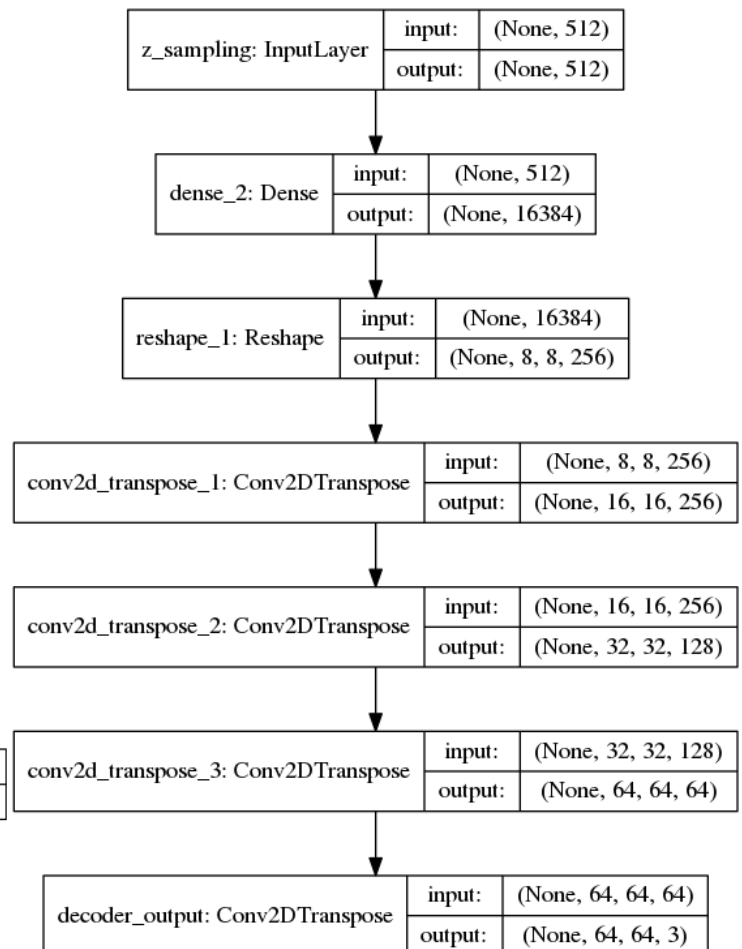 z_sampling: InputLayer
input: (None, 512)
output: (None, 512)
dense_2: Dense
input: (None, 512)
output: (None, 16384)
reshape_1: Reshape
input: (None, 16384)
output: (None, 8, 8, 256)
conv2d_transpose_1: Conv2DTranspose
input: (None, 8, 8, 256)
output: (None, 16, 16, 256)
conv2d_transpose_2: Conv2DTranspose
input: (None, 16, 16, 256)
output: (None, 32, 32, 128)
conv2d_transpose_3: Conv2DTranspose
input: (None, 32, 32, 128)
output: (None, 64, 64, 64)
decoder_output: Conv2DTranspose
input: (None, 64, 64, 64)
output: (None, 64, 64, 3)